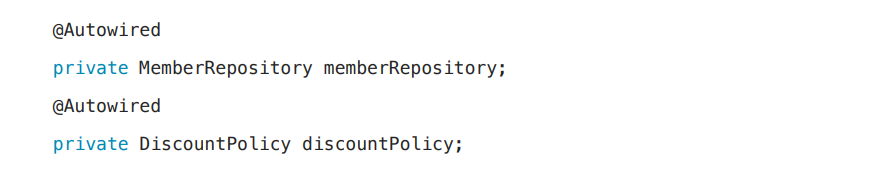 @Autowired
private MemberRepository memberRepository;
@Autowired
private DiscountPolicy discountPolicy;